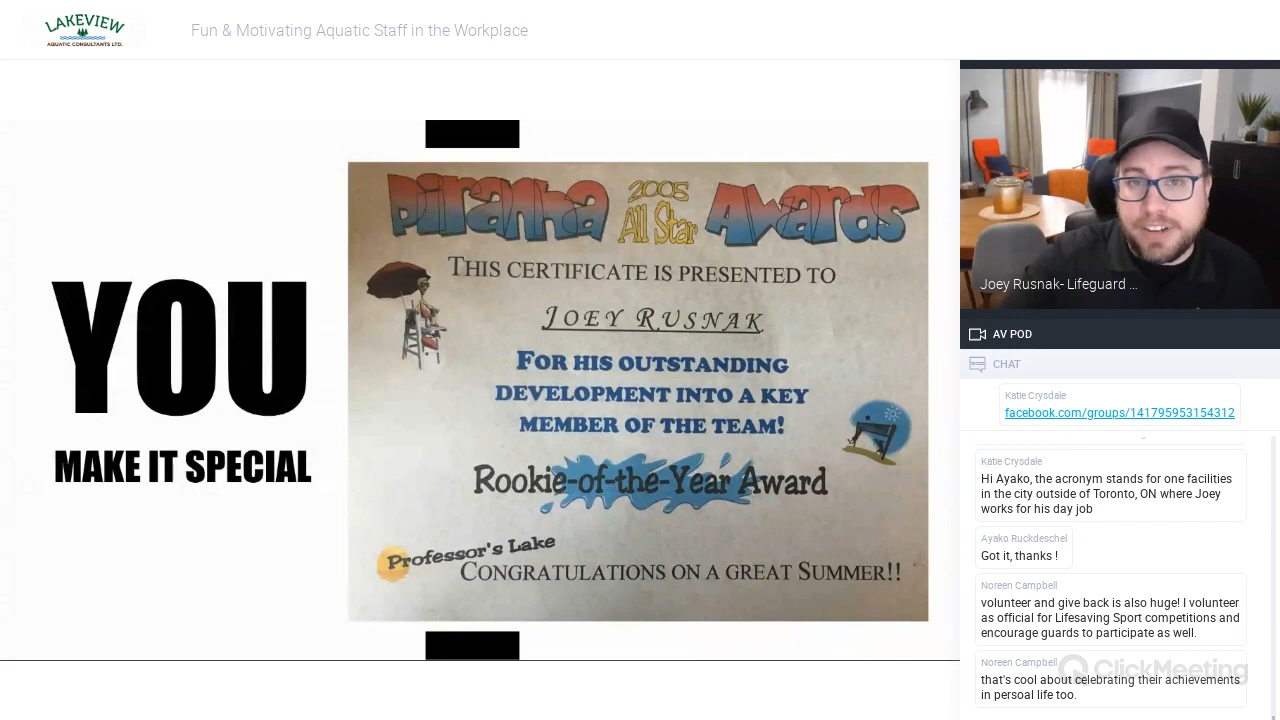 LAKEVIEW
AQUATIC CONSULTANTS LTD.
Fun & Motivating Aquatic Staff in the Workplace
YOU
MAKE IT SPECIAL
Piranha 2005 All Star Awards
THIS CERTIFICATE IS PRESENTED TO
JOEY RUSNAK
FOR HIS OUTSTANDING
DEVELOPMENT INTO A KEY
MEMBER OF THE TEAM!
Rookie-of-the-Year Award
Professor's Lake
CONGRATULATIONS ON A GREAT SUMMER!!
Joey Rusnak- Lifeguard ...
AV POD
CHAT
Katie Crysdale
facebook.com/groups/141795953154312
Katie Crysdale
Hi Ayako, the acronym stands for one facilities
in the city outside of Toronto, ON where Joey
works for his day job
Ayako Ruckdeschel
Got it, thanks !
Noreen Campbell
volunteer and give back is also huge! I volunteer
as official for Lifesaving Sport competitions and
encourage guards to participate as well.
Noreen Campbell
that's cool about celebrating their achievements
in persoal life too.
ClickMeeting